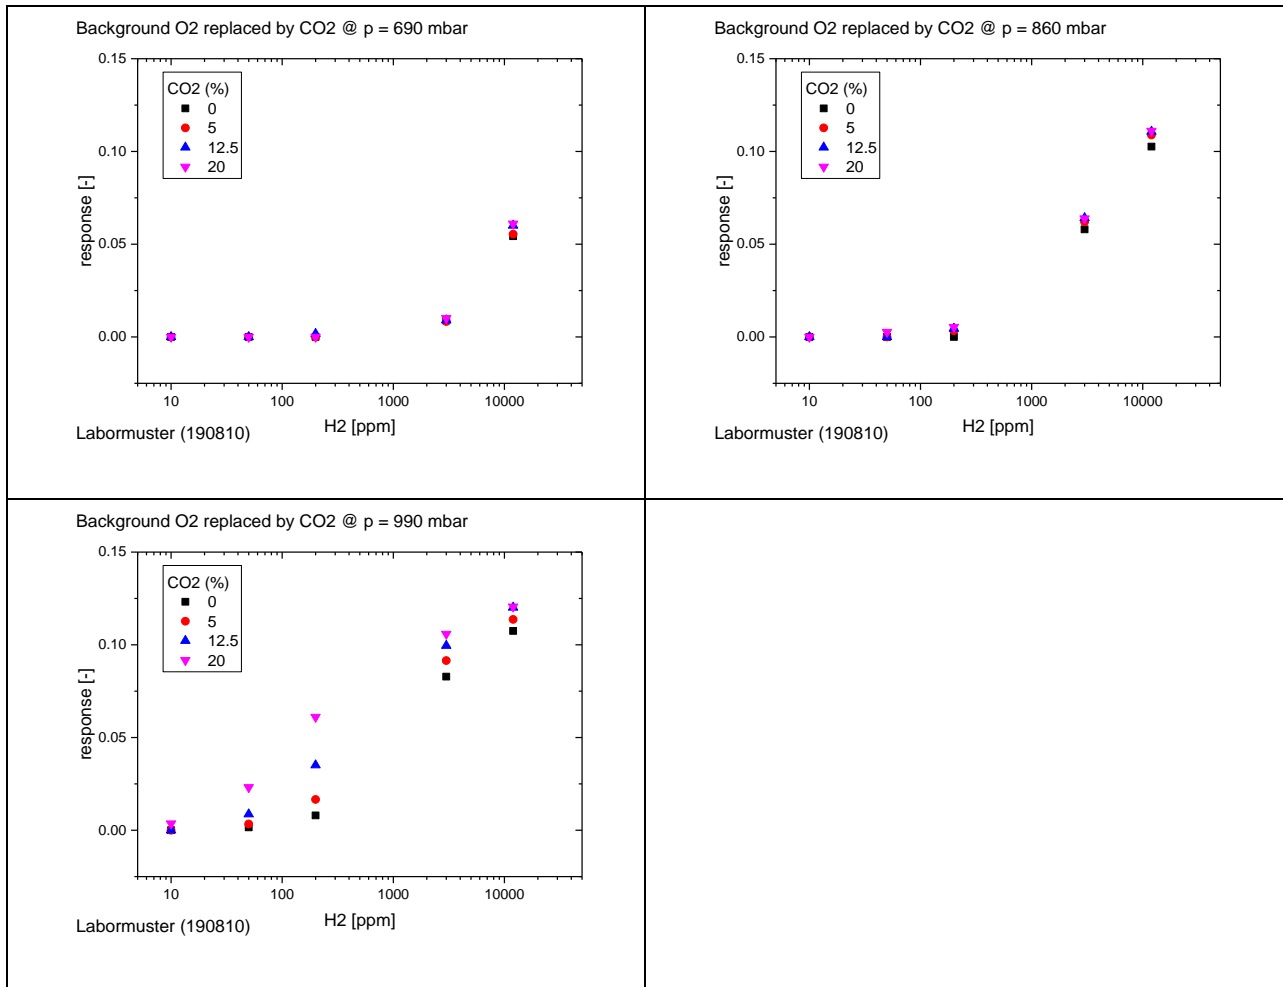 Background O2 replaced by CO2 @ p = 690 mbar
0.15
CO2 (%)
0
5
12.5
20
0.10
0.05
0.00
response [-]
10
100
1000
10000
H2 [ppm]
Labormuster (190810)
Background O2 replaced by CO2 @ p = 860 mbar
0.15
CO2 (%)
0
5
12.5
20
0.10
0.05
0.00
response [-]
10
100
1000
10000
H2 [ppm]
Labormuster (190810)
Background O2 replaced by CO2 @ p = 990 mbar
0.15
CO2 (%)
0
5
12.5
20
0.10
0.05
0.00
response [-]
10
100
1000
10000
H2 [ppm]
Labormuster (190810)